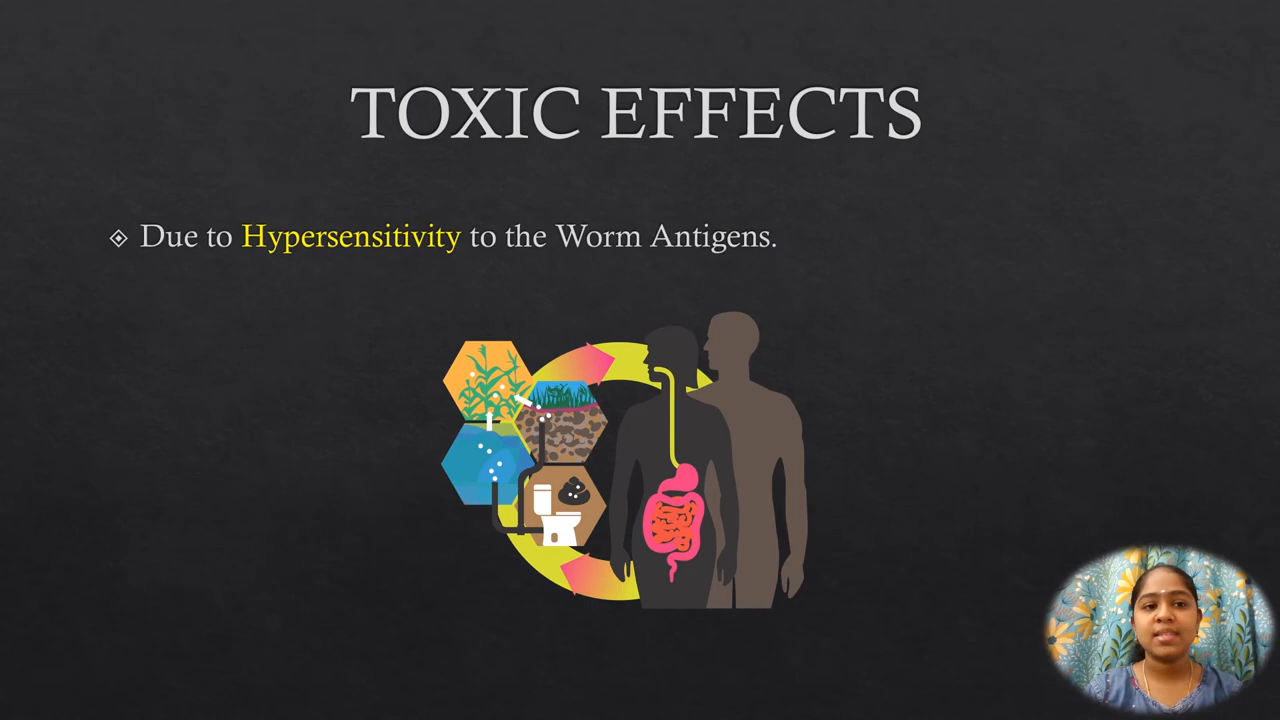 TOXIC EFFECTS
Due to Hypersensitivity to the Worm Antigens.